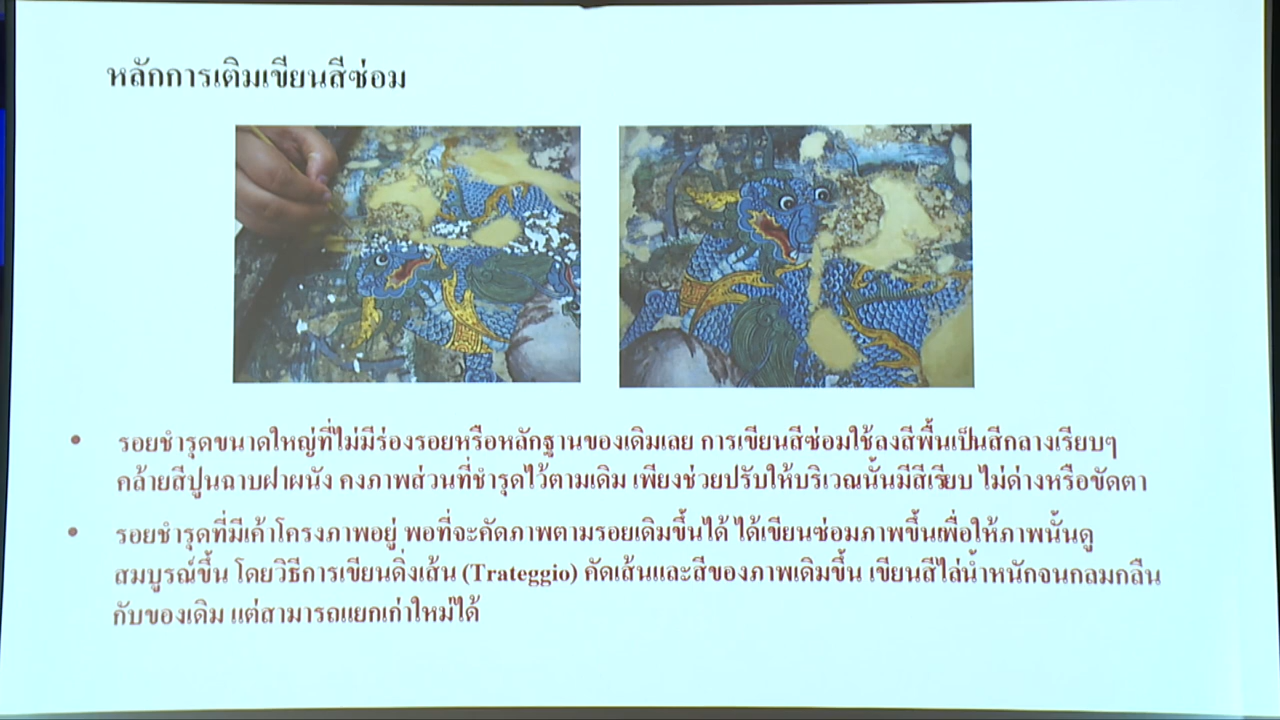 หลักการเติมเขียนสีซ่อม
• รอยชำรุดขนาดใหญ่ที่ไม่มีร่องรอยหรือหลักฐานของเดิมเลย การเขียนสีซ่อมใช้ลงสีพื้นเป็นสีกลางเรียบๆ
คล้ายสีปูนฉาบฝาผนัง คงภาพส่วนที่ชำรุดไว้ตามเดิม เพียงช่วยปรับให้บริเวณนั้นมีสีเรียบ ไม่ด่างหรือขัดตา
• รอยชำรุดที่มีเค้าโครงภาพอยู่ พอที่จะคัดภาพตามรอยเดิมขึ้นได้ ได้เขียนซ่อมภาพขึ้นเพื่อให้ภาพนั้นดู
สมบูรณ์ขึ้น โดยวิธีการเขียนดิ่งเส้น (Trateggio) คัดเส้นและสีของภาพเดิมขึ้น เขียนสีไล่น้ำหนักจนกลมกลืน
กับของเดิม แต่สามารถแยกเก่าใหม่ได้